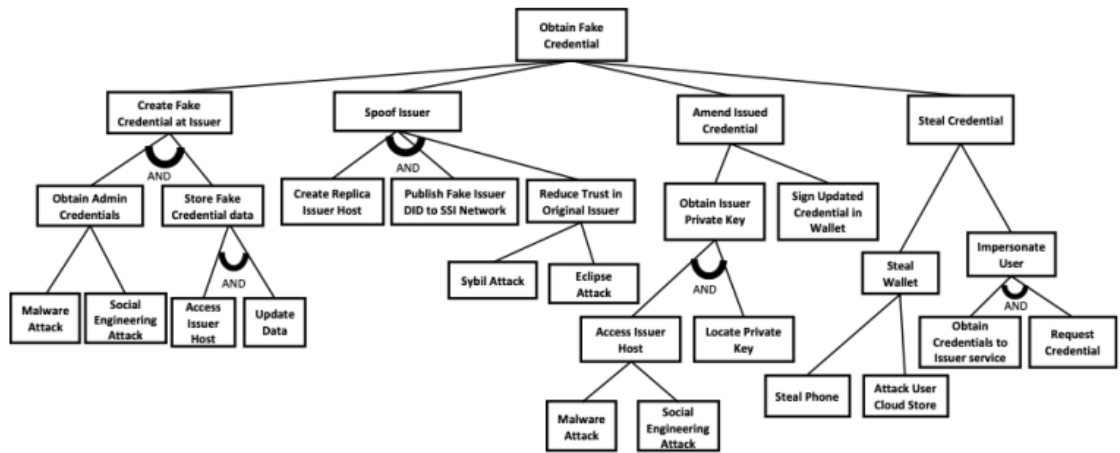 Obtain Fake
Credential
Create Fake
Credential at Issuer
Spoof Issuer
Amend Issued
Credential
Steal Credential
AND
AND
Obtain Admin
Credentials
Store Fake
Credential data
Create Replica
Issuer Host
Publish Fake Issuer
DID to SSI Network
Reduce Trust in
Original Issuer
Obtain Issuer
Private Key
Sign Updated
Credential in
Wallet
Steal
Wallet
Impersonate
User
AND
Sybil Attack
Eclipse
Attack
AND
AND
Malware
Attack
Social
Engineering
Attack
Access
Issuer
Host
Update
Data
Access Issuer
Host
Locate Private
Key
Obtain
Credentials to
Issuer service
Request
Credential
Steal Phone
Attack User
Cloud Store
Malware
Attack
Social
Engineering
Attack